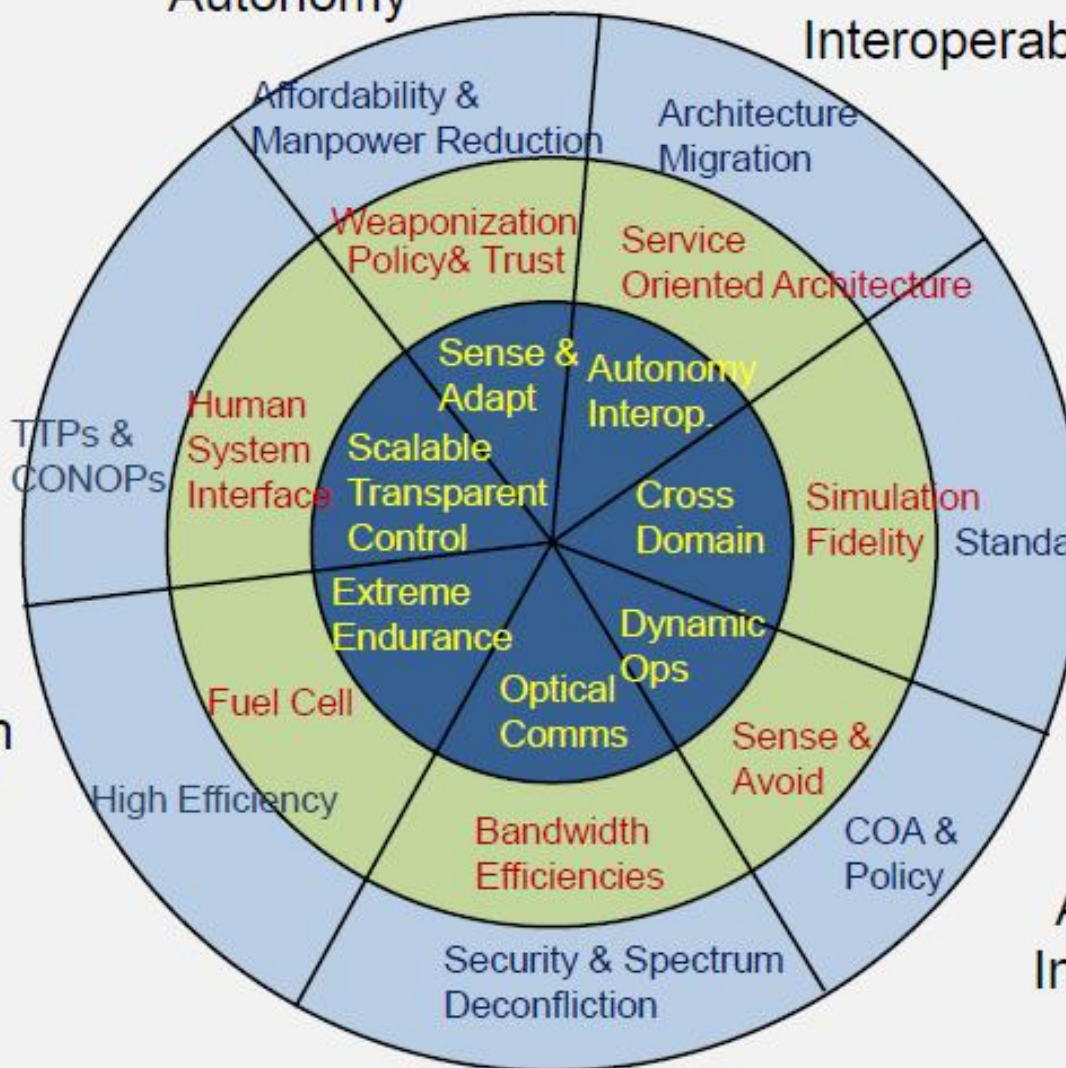 Autonomy
Interoperab
Affordability &
Manpower Reduction
Architecture
Migration
Weaponization
Policy& Trust
Service
Oriented Architecture
Sense &
Adapt
Autonomy
Interop.
TTPs &
CONOPs
Human
System
Interface
Scalable
Transparent
Control
Cross
Domain
Simulation
Fidelity
Standa
Extreme
Endurance
Dynamic
Ops
Optical
Comms
Fuel Cell
n
Sense &
Avoid
High Efficiency
Bandwidth
Efficiencies
COA &
Policy
A
In
Security & Spectrum
Deconfliction